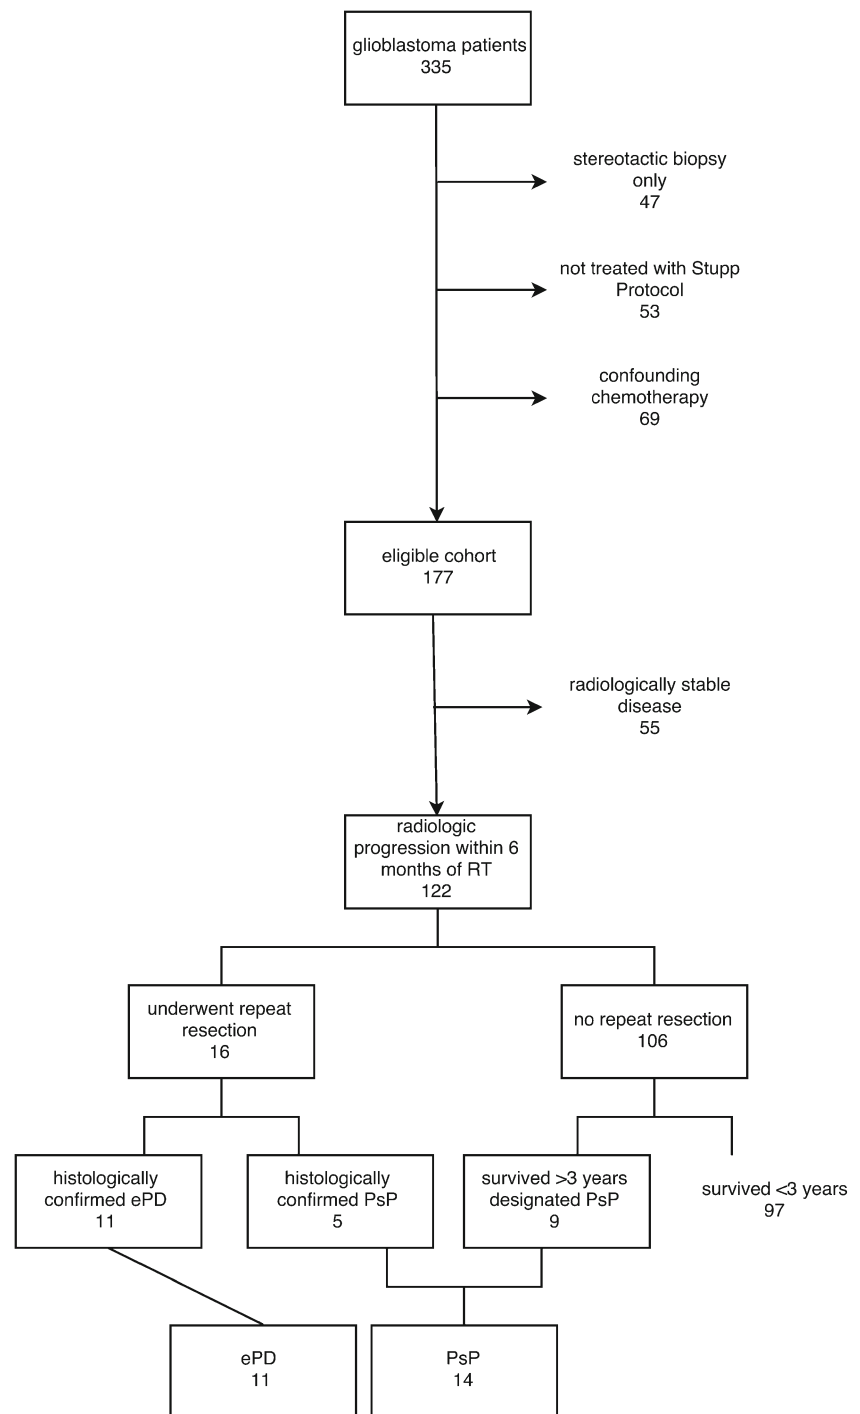 glioblastoma patients
335
stereotactic biopsy
only
47
not treated with Stupp
Protocol
53
confounding
chemotherapy
69
eligible cohort
177
radiologically stable
disease
55
radiologic
progression within 6
months of RT
122
underwent repeat
resection
16
no repeat resection
106
histologically
confirmed ePD
11
histologically
confirmed PsP
5
survived >3 years
designated PsP
9
survived <3 years
97
ePD
11
PsP
14